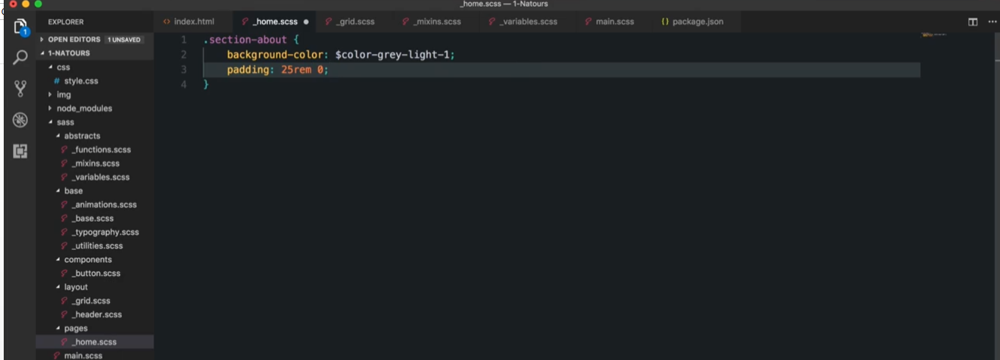 _home.scss — 1-Natours
EXPLORER
index.html
_home.scss
_grid.scss
_mixins.scss
_variables.scss
main.scss
{} package.json
OPEN EDITORS 1 UNSAVED
1-NATOURS
css
# style.css
img
node_modules
sass
abstracts
_functions.scss
_mixins.scss
_variables.scss
base
_animations.scss
_base.scss
_typography.scss
_utilities.scss
components
_button.scss
layout
_grid.scss
_header.scss
pages
_home.scss
main.scss
1
1 .section-about {
2 background-color: $color-grey-light-1;
3 padding: 25rem 0;
4 }